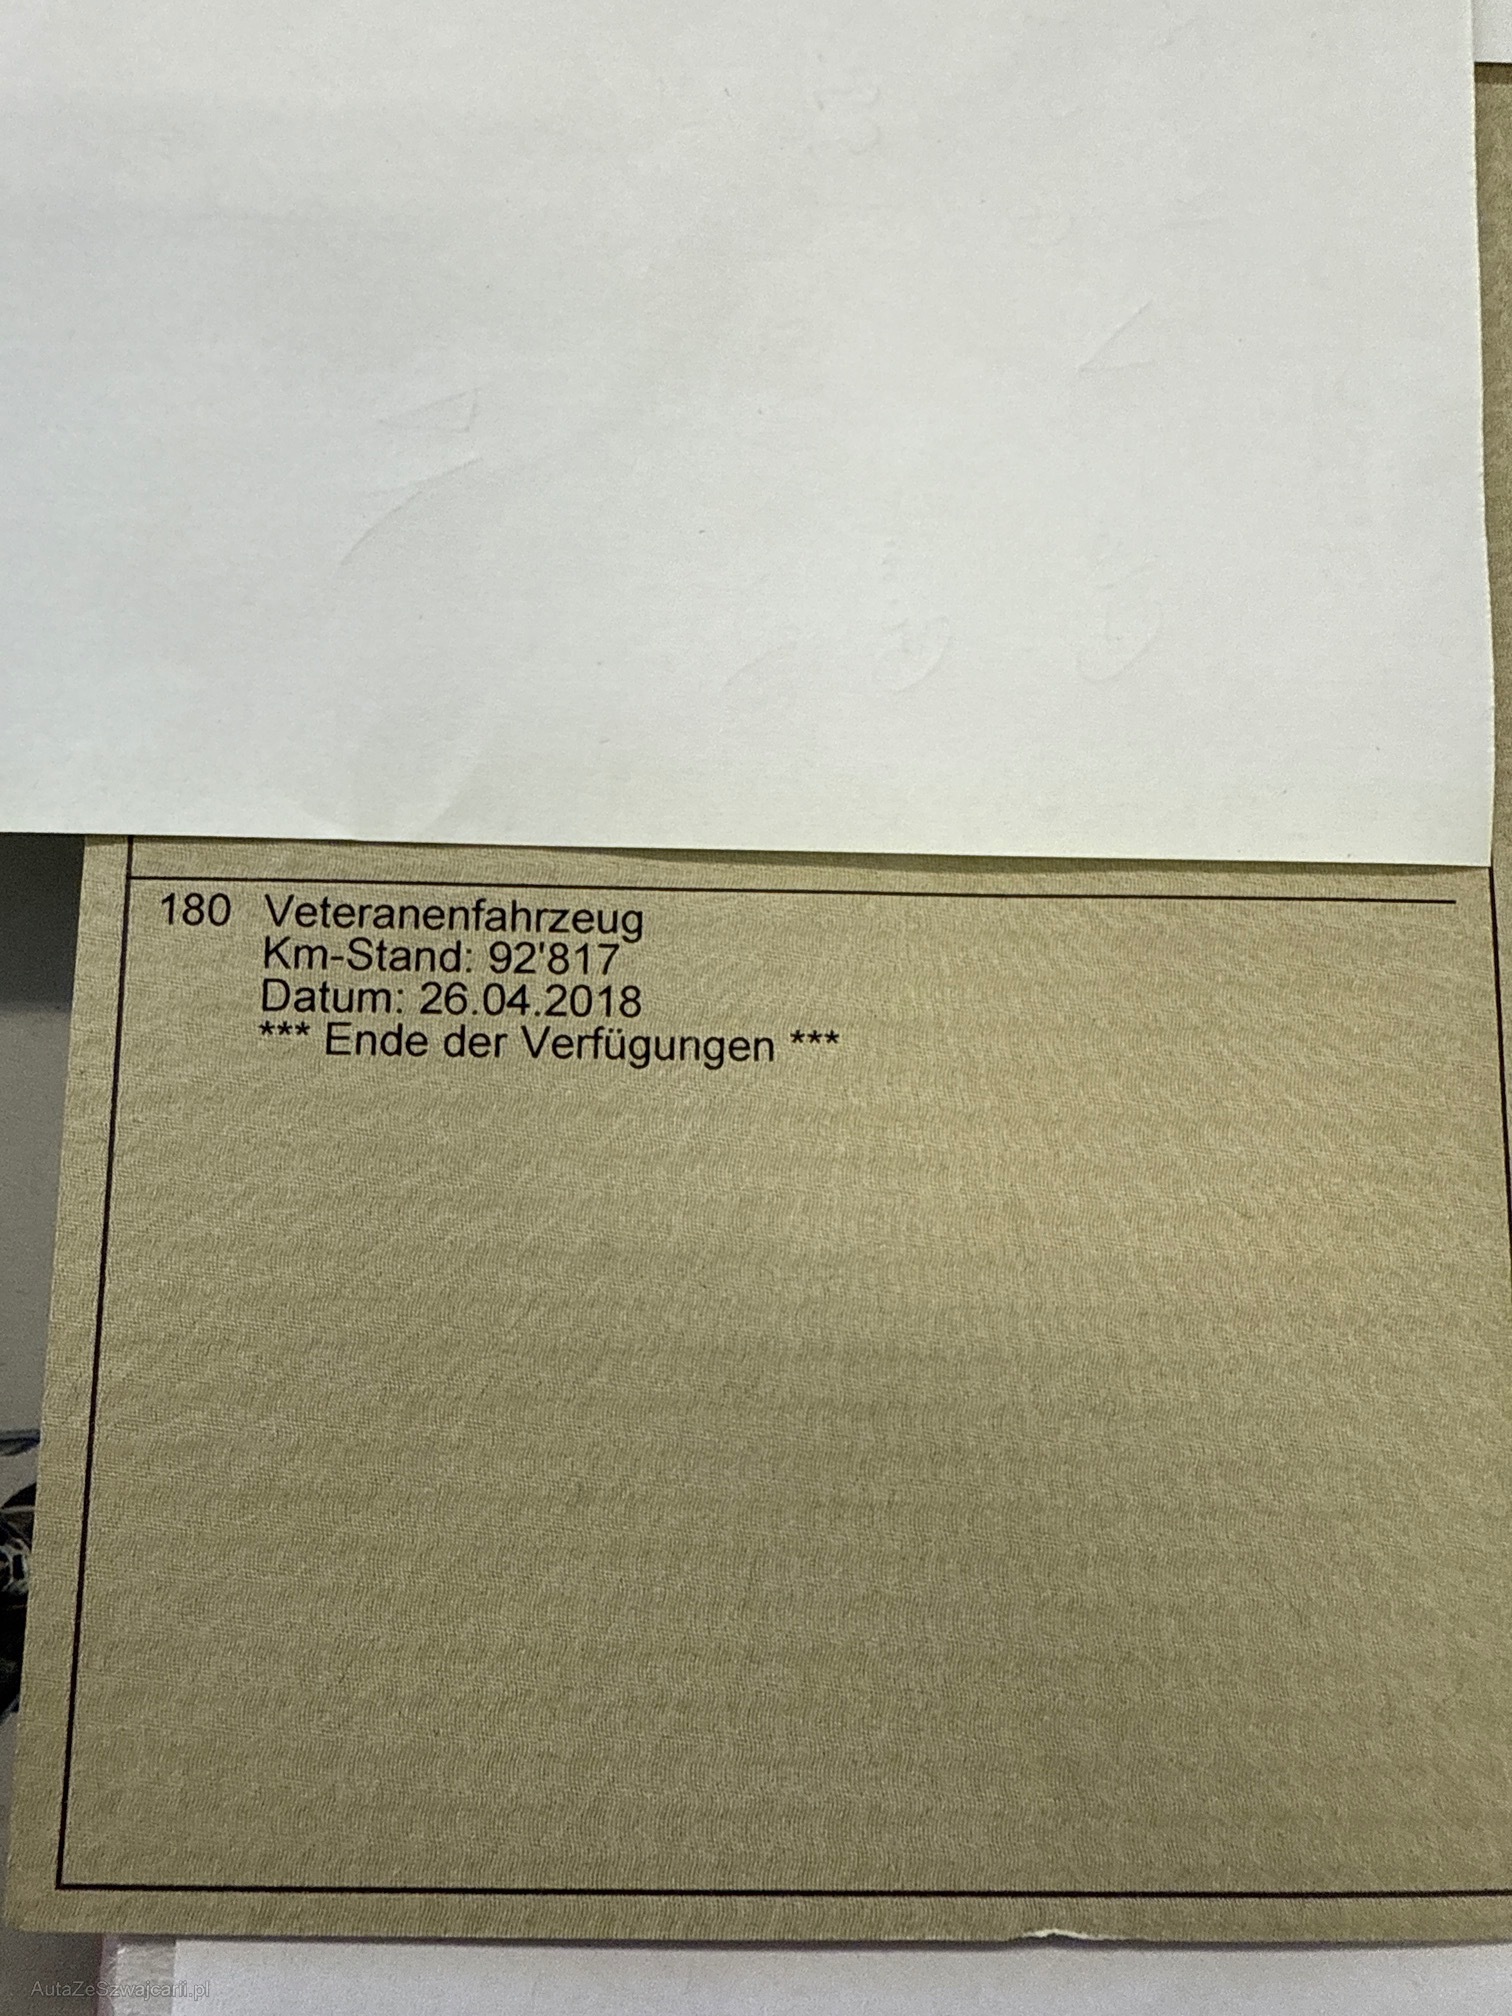 180 Veteranenfahrzeug
Km-Stand: 92'817
Datum: 26.04.2018
*** Ende der Verfügungen ***
AutaZeSzwajcarii.pl